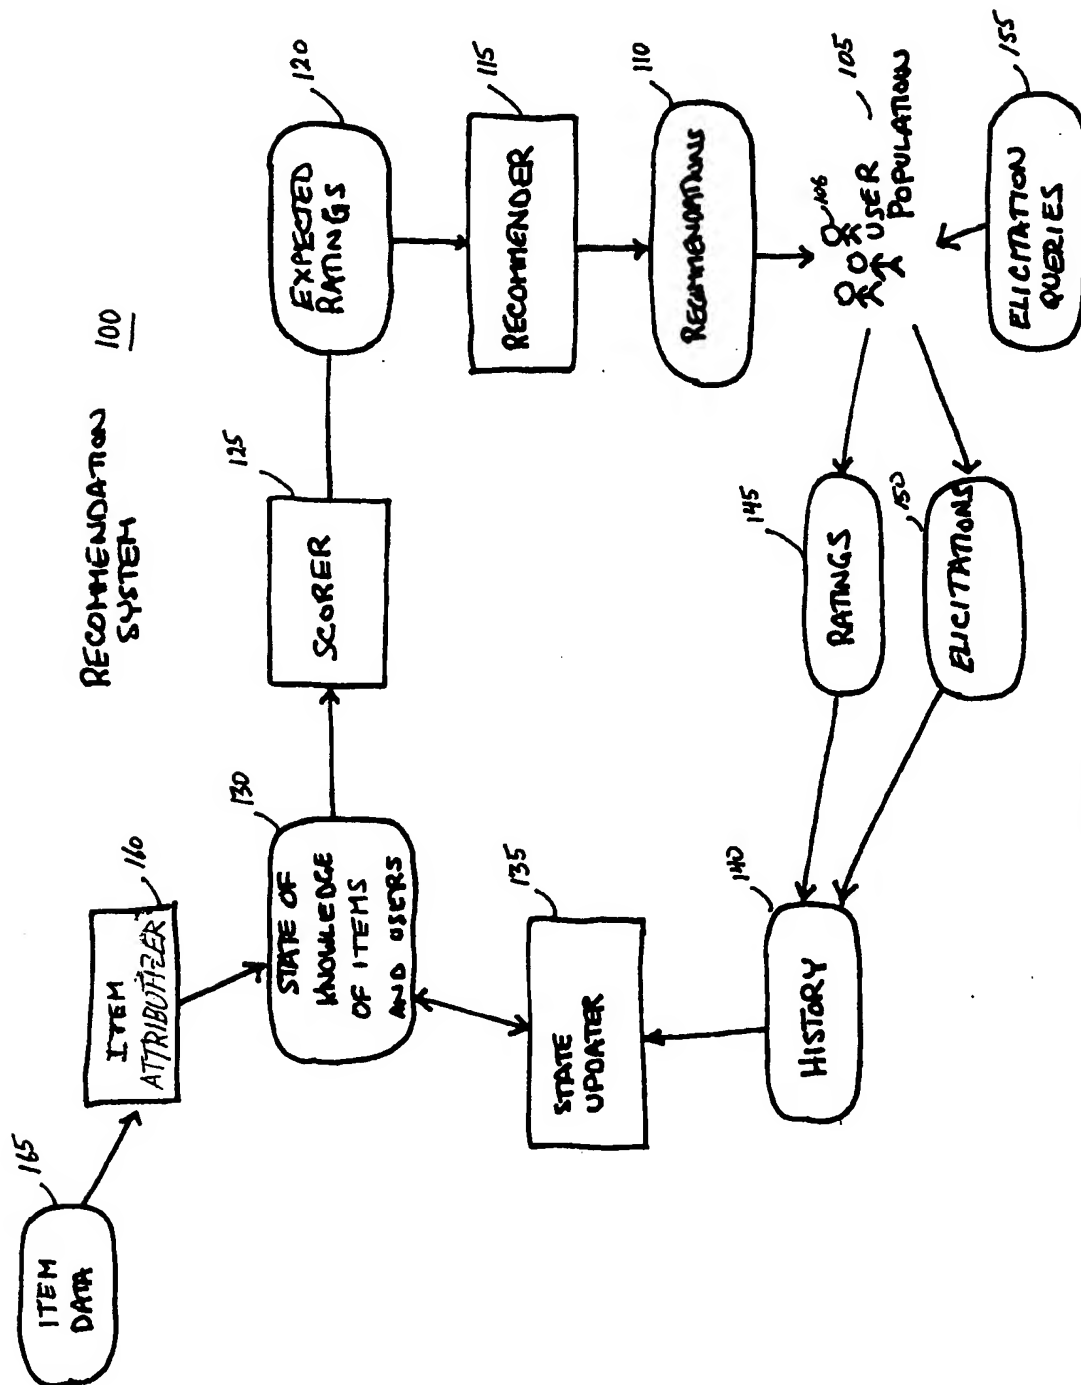 RECOMMENDATION
SYSTEM
100
ITEM
DATA
165
ITEM
ATTRIBUTIZER
160
STATE OF
KNOWLEDGE
OF ITEMS
AND USERS
130
SCORER
125
EXPECTED
RATINGS
120
RECOMMENDER
115
RECOMMENDATIONS
110
106
USER
POPULATION
105
ELICITATION
QUERIES
155
RATINGS
145
ELICITATIONS
150
HISTORY
140
STATE
UPDATER
135